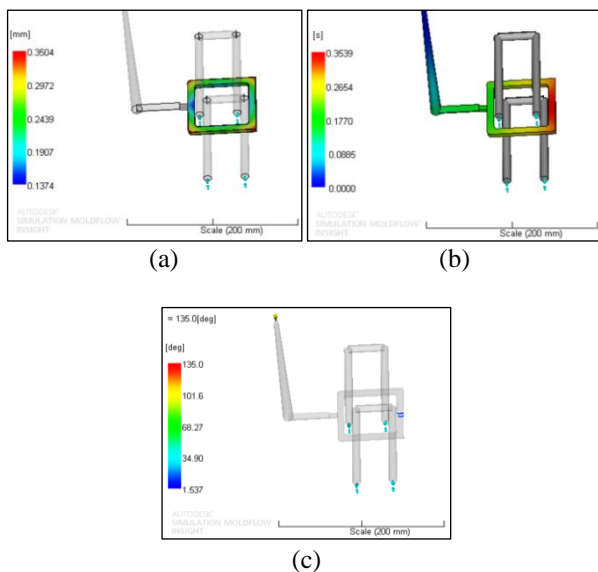 [mm]
0.3504
0.2972
0.2439
0.1907
0.1374
AUTODESK
SIMULATION MOLDFLOW
INSIGHT
Scale (200 mm)
(a)
[s]
0.3539
0.2654
0.1770
0.0885
0.0000
AUTODESK
SIMULATION MOLDFLOW
INSIGHT
Scale (200 mm)
(b)
= 135.0[deg]
[deg]
135.0
101.6
68.27
34.90
1.537
AUTODESK
SIMULATION MOLDFLOW
INSIGHT
Scale (200 mm)
(c)